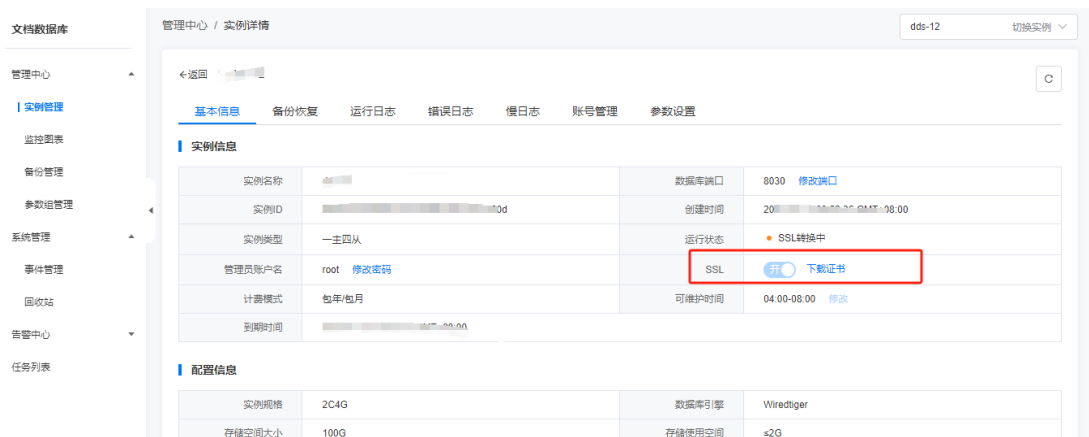 文档数据库
管理中心 / 实例详情
dds-12 切换实例
管理中心
实例管理
监控图表
备份管理
参数组管理
系统管理
事件管理
回收站
告警中心
任务列表
←返回
基本信息 备份恢复 运行日志 错误日志 慢日志 账号管理 参数设置
实例信息
实例名称 数据库端口 8030 修改端口
实例ID 0d 创建时间 20 GMT+08:00
实例类型 一主四从 运行状态 SSL转换中
管理员账户名 root 修改密码 SSL 开 下载证书
计费模式 包年/包月 可维护时间 04:00-08:00 修改
到期时间
配置信息
实例规格 2C4G 数据库引擎 Wiredtiger
存储空间大小 100G 存储使用空间 ≤2G